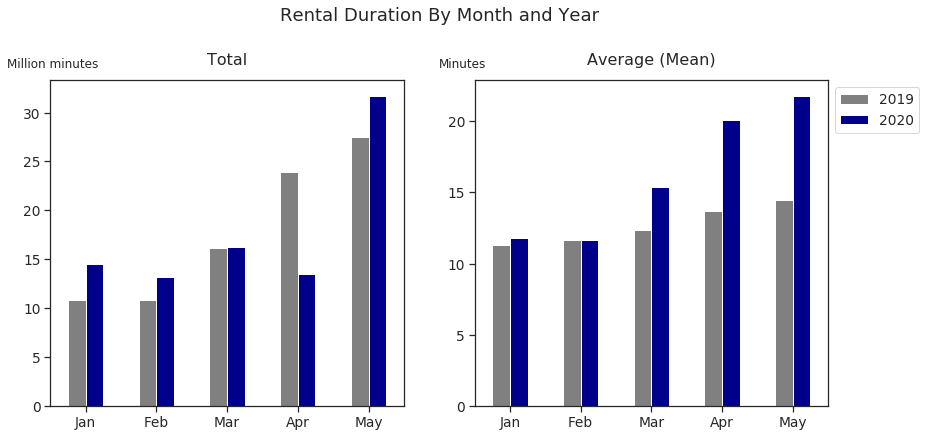 Rental Duration By Month and Year
Million minutes
Total
30
25
20
15
10
5
0
Jan Feb Mar Apr May
Minutes
Average (Mean)
20
15
10
5
0
Jan Feb Mar Apr May
2019
2020